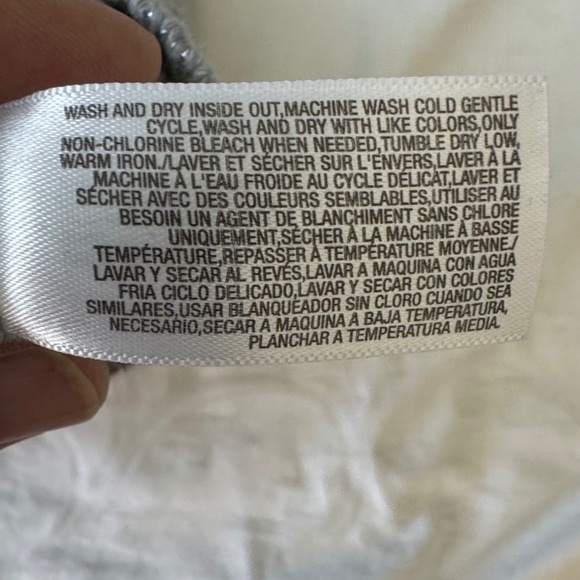 WASH AND DRY INSIDE OUT,MACHINE WASH COLD GENTLE
CYCLE,WASH AND DRY WITH LIKE COLORS,ONLY
NON-CHLORINE BLEACH WHEN NEEDED,TUMBLE DRY LOW,
WARM IRON./LAVER ET SÉCHER SUR L'ENVERS,LAVER À LA
MACHINE À L'EAU FROIDE AU CYCLE DÉLICAT,LAVER ET
SÉCHER AVEC DES COULEURS SEMBLABLES,UTILISER AU
BESOIN UN AGENT DE BLANCHIMENT SANS CHLORE
UNIQUEMENT,SÉCHER À LA MACHINE À BASSE
TEMPÉRATURE,REPASSER À TEMPÉRATURE MOYENNE./
LAVAR Y SECAR AL REVÉS,LAVAR A MAQUINA CON AGUA
FRIA CICLO DELICADO,LAVAR Y SECAR CON COLORES
SIMILARES,USAR BLANQUEADOR SIN CLORO CUANDO SEA
NECESARIO,SECAR A MAQUINA A BAJA TEMPERATURA,
PLANCHAR A TEMPERATURA MEDIA.